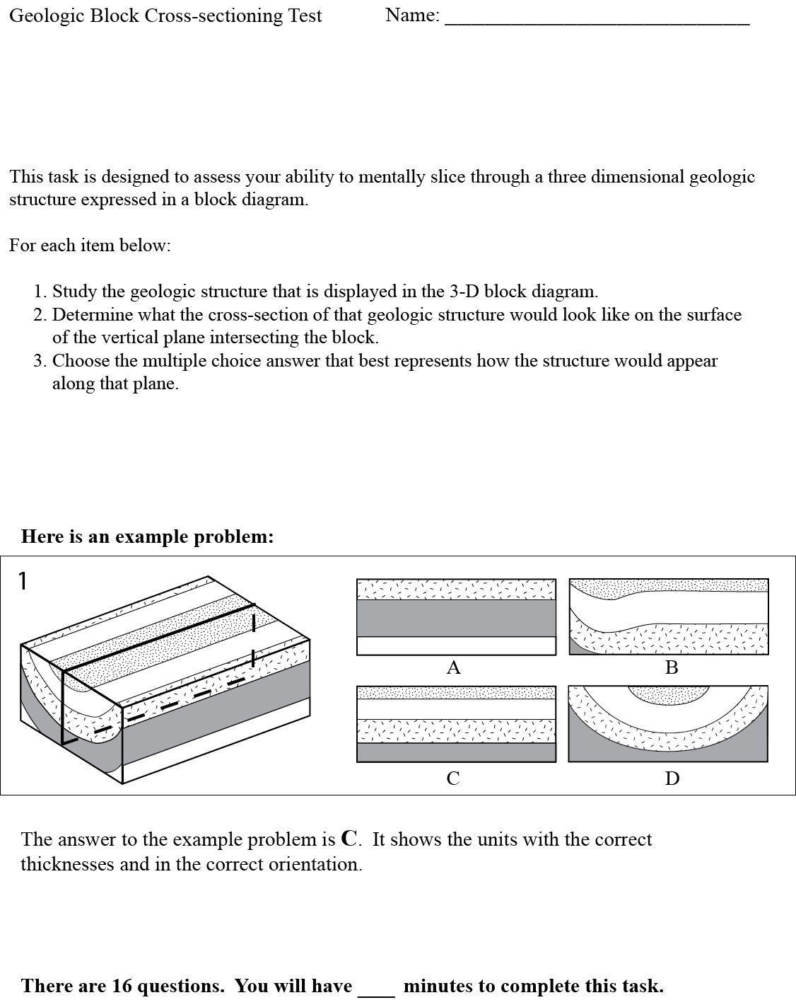 Geologic Block Cross-sectioning Test Name: ______________________________
This task is designed to assess your ability to mentally slice through a three dimensional geologic
structure expressed in a block diagram.
For each item below:
1. Study the geologic structure that is displayed in the 3-D block diagram.
2. Determine what the cross-section of that geologic structure would look like on the surface
of the vertical plane intersecting the block.
3. Choose the multiple choice answer that best represents how the structure would appear
along that plane.
Here is an example problem:
1
A
B
C
D
The answer to the example problem is C. It shows the units with the correct
thicknesses and in the correct orientation.
There are 16 questions. You will have ____ minutes to complete this task.